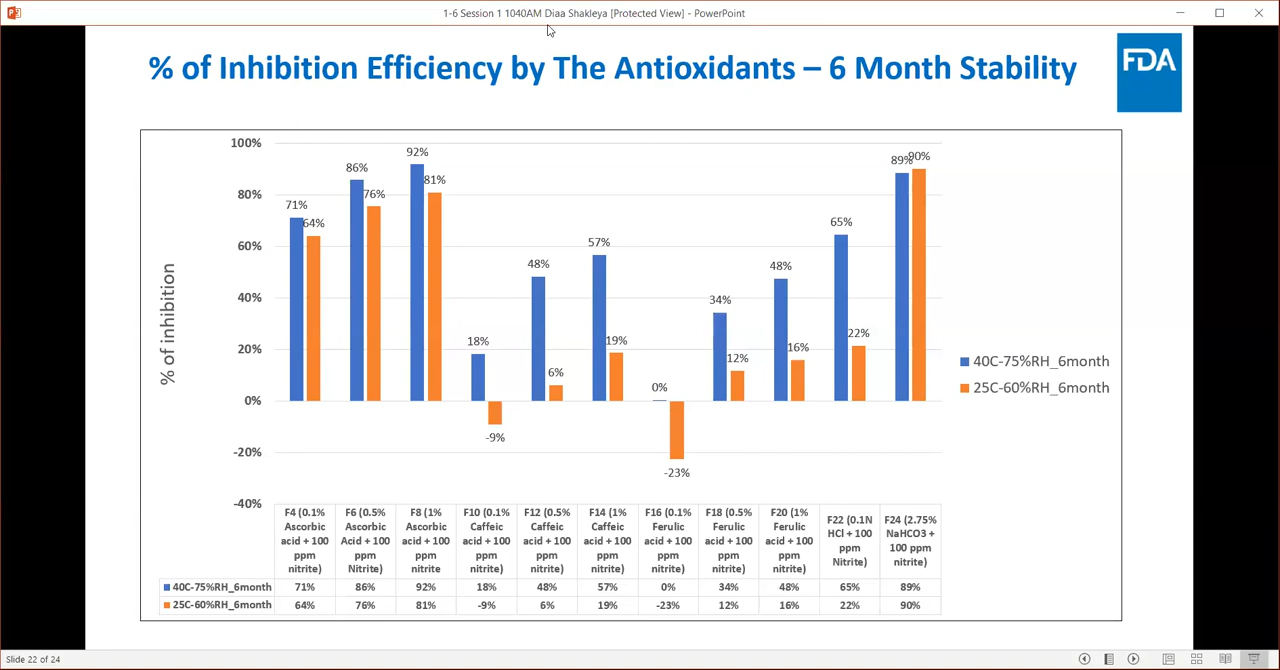 1-6 Session 1 1040AM Diaa Shakleya [Protected View] - PowerPoint
% of Inhibition Efficiency by The Antioxidants – 6 Month Stability
FDA
% of inhibition
100%
80%
60%
40%
20%
0%
-20%
-40%
71%
64%
86%
76%
92%
81%
18%
-9%
48%
6%
57%
19%
0%
-23%
34%
12%
48%
16%
65%
22%
89%
90%
40C-75%RH_6month
25C-60%RH_6month
F4 (0.1%
Ascorbic
acid + 100
ppm
nitrite)
F6 (0.5%
Ascorbic
Acid + 100
ppm
Nitrite)
F8 (1%
Ascorbic
acid + 100
ppm
nitrite
F10 (0.1%
Caffeic
acid + 100
ppm
nitrite)
F12 (0.5%
Caffeic
acid + 100
ppm
nitrite)
F14 (1%
Caffeic
acid + 100
ppm
nitrite)
F16 (0.1%
Ferulic
acid + 100
ppm
nitrite)
F18 (0.5%
Ferulic
acid + 100
ppm
nitrite)
F20 (1%
Ferulic
acid + 100
ppm
nitrite)
F22 (0.1N
HCl + 100
ppm
Nitrite)
F24 (2.75%
NaHCO3 +
100 ppm
nitrite)
40C-75%RH_6month 71% 86% 92% 18% 48% 57% 0% 34% 48% 65% 89%
25C-60%RH_6month 64% 76% 81% -9% 6% 19% -23% 12% 16% 22% 90%
Slide 22 of 24